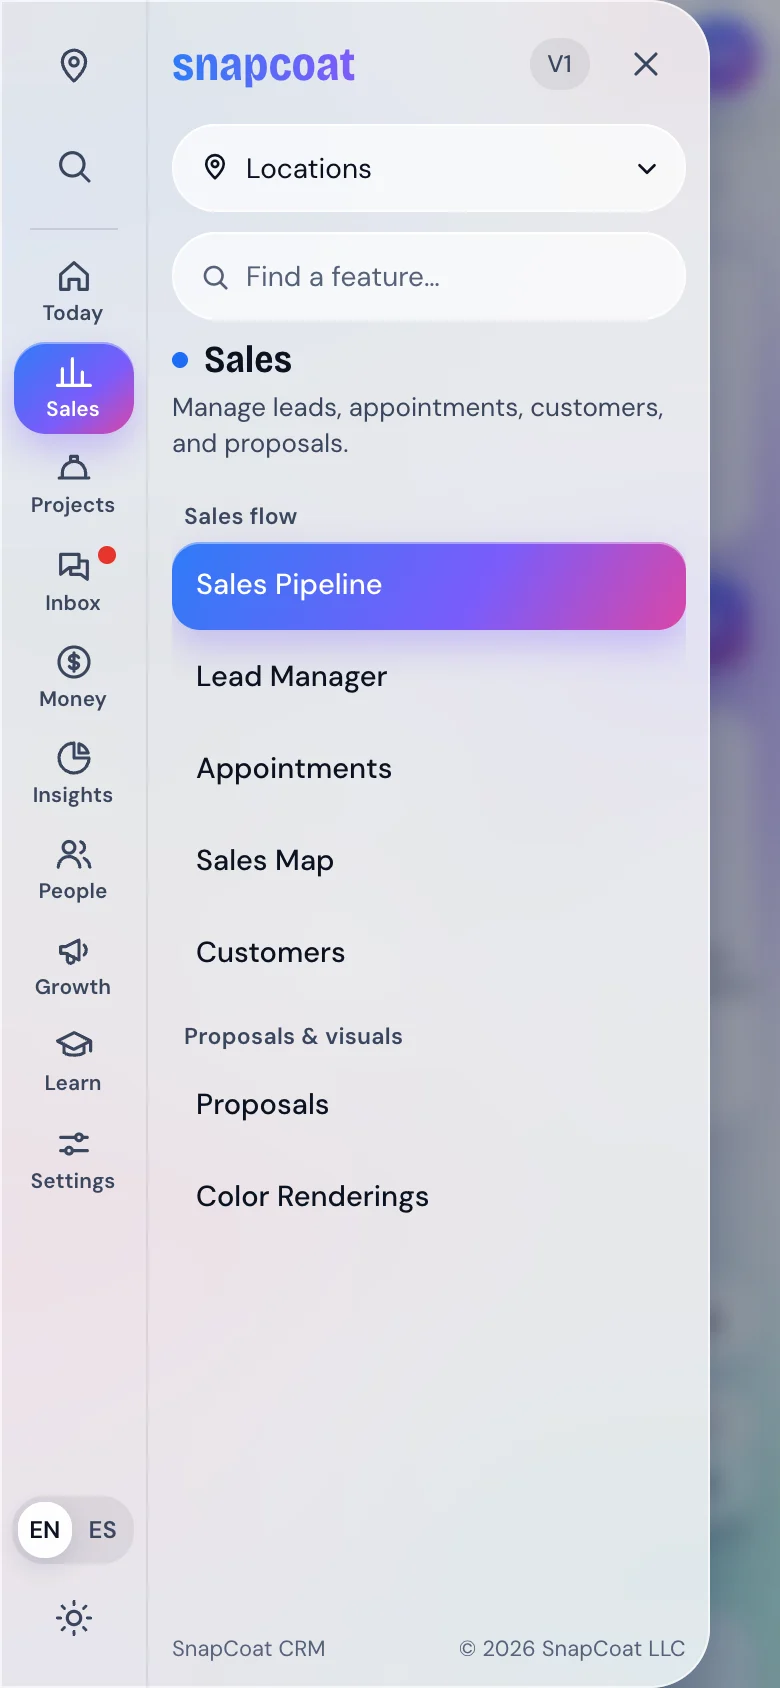 snapcoat
V1
Locations
Find a feature...
Today
Sales
Projects
Inbox
Money
Insights
People
Growth
Learn
Settings
EN ES
Sales
Manage leads, appointments, customers,
and proposals.
Sales flow
Sales Pipeline
Lead Manager
Appointments
Sales Map
Customers
Proposals & visuals
Proposals
Color Renderings
SnapCoat CRM
© 2026 SnapCoat LLC